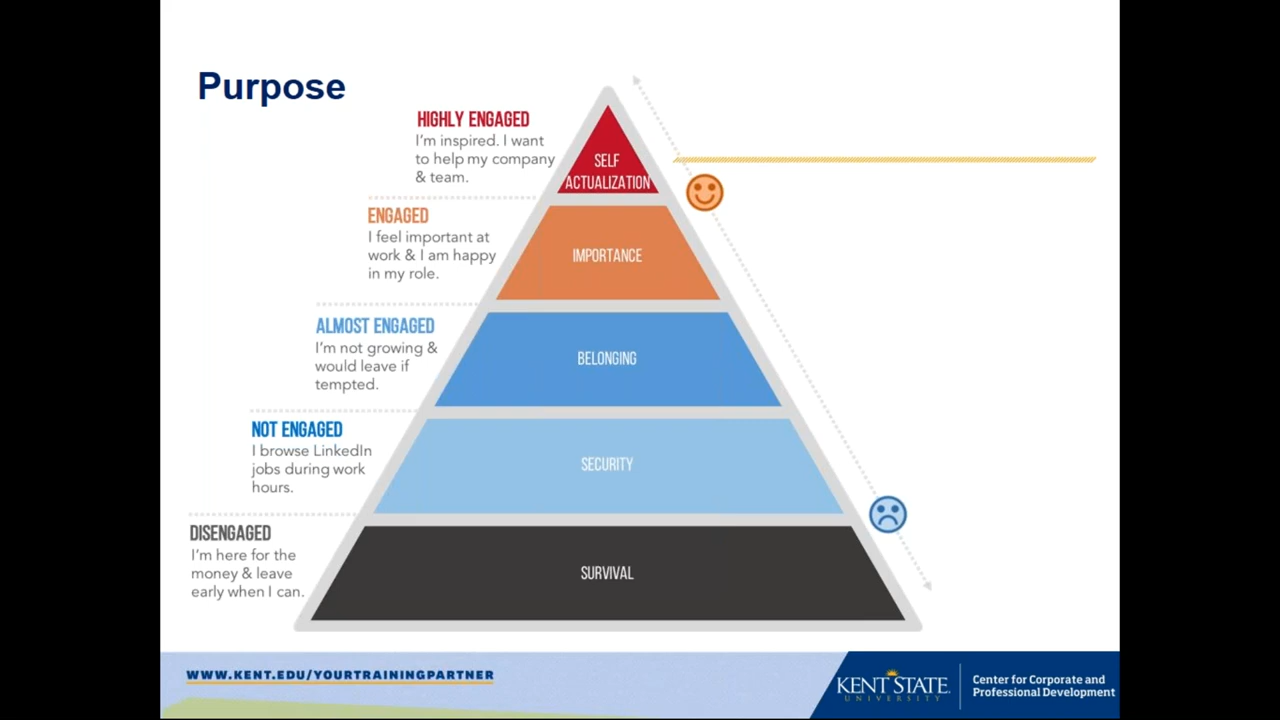 Purpose
HIGHLY ENGAGED
I'm inspired. I want
to help my company
& team.
SELF
ACTUALIZATION
ENGAGED
I feel important at
work & I am happy
in my role.
IMPORTANCE
ALMOST ENGAGED
I'm not growing &
would leave if
tempted.
BELONGING
NOT ENGAGED
I browse LinkedIn
jobs during work
hours.
SECURITY
DISENGAGED
I'm here for the
money & leave
early when I can.
SURVIVAL
WWW.KENT.EDU/YOURTRAININGPARTNER
KENT STATE
UNIVERSITY
Center for Corporate and
Professional Development